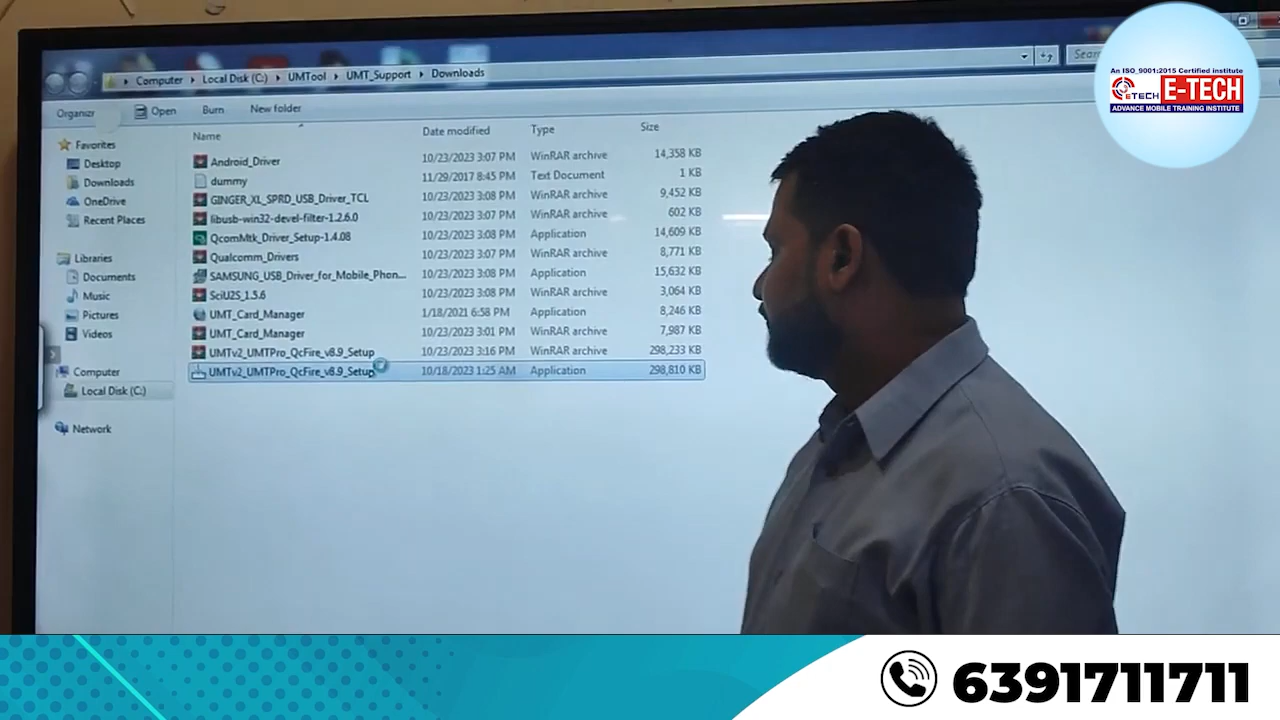 Computer Local Disk (C:) UMTool UMT_Support Downloads
An ISO_9001:2015 Certified institute
ETECH E-TECH
ADVANCE MOBILE TRAINING INSTITUTE
Open Burn New folder
Name Date modified Type Size
Favorites
Desktop
Downloads
OneDrive
Recent Places
Libraries
Documents
Music
Pictures
Videos
Computer
Local Disk (C:)
Network
Android_Driver 10/23/2023 3:07 PM WinRAR archive 14,358 KB
dummy 11/29/2017 8:45 PM Text Document 1 KB
GINGER_XL_SPRD_USB_Driver_TCL 10/23/2023 3:08 PM WinRAR archive 9,452 KB
libusb-win32-devel-filter-1.2.6.0 10/23/2023 3:07 PM WinRAR archive 602 KB
QcomMtk_Driver_Setup-1.4.08 10/23/2023 3:08 PM Application 14,609 KB
Qualcomm_Drivers 10/23/2023 3:07 PM WinRAR archive 8,771 KB
SAMSUNG_USB_Driver_for_Mobile_Phon... 10/23/2023 3:08 PM Application 15,632 KB
SciU2S_1.5.6 10/23/2023 3:08 PM WinRAR archive 3,064 KB
UMT_Card_Manager 1/18/2021 6:58 PM Application 8,246 KB
UMT_Card_Manager 10/23/2023 3:01 PM WinRAR archive 7,987 KB
UMTv2_UMTPro_QcFire_v8.9_Setup 10/23/2023 3:16 PM WinRAR archive 298,233 KB
UMTv2_UMTPro_QcFire_v8.9_Setup 10/18/2023 1:25 AM Application 298,810 KB
6391711711